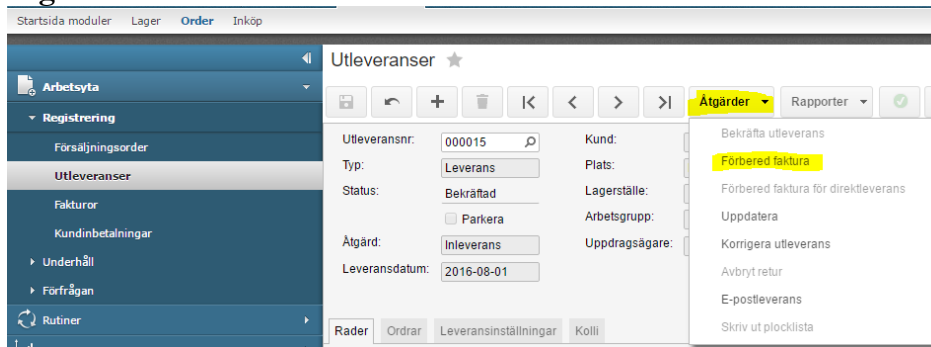 Startsida moduler Lager Order Inköp
Utleveranser
Arbetsyta
Åtgärder Rapporter
Registrering
Bekräfta utleverans
Försäljningsorder
Utleveransnr: 000015 Kund:
Förbered faktura
Utleveranser
Typ: Leverans Plats:
Förbered faktura för direktleverans
Status: Bekräftad Lagerställe:
Fakturor
Parkera Arbetsgrupp:
Uppdatera
Kundinbetalningar
Åtgärd: Inleverans Uppdragsägare:
Korrigera utleverans
Underhåll
Leveransdatum: 2016-08-01
Avbryt retur
Förfrågan
E-postleverans
Rutiner
Rader Ordrar Leveransinställningar Kolli
Skriv ut plocklista